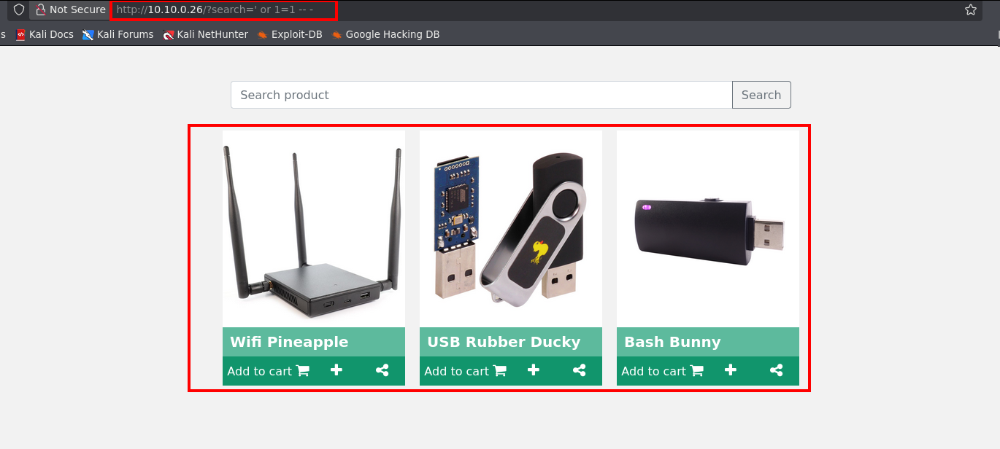 Not Secure http://10.10.0.26/?search=' or 1=1 -- -
s Kali Docs Kali Forums Kali NetHunter Exploit-DB Google Hacking DB
Search product Search
Wifi Pineapple USB Rubber Ducky Bash Bunny
Add to cart Add to cart Add to cart